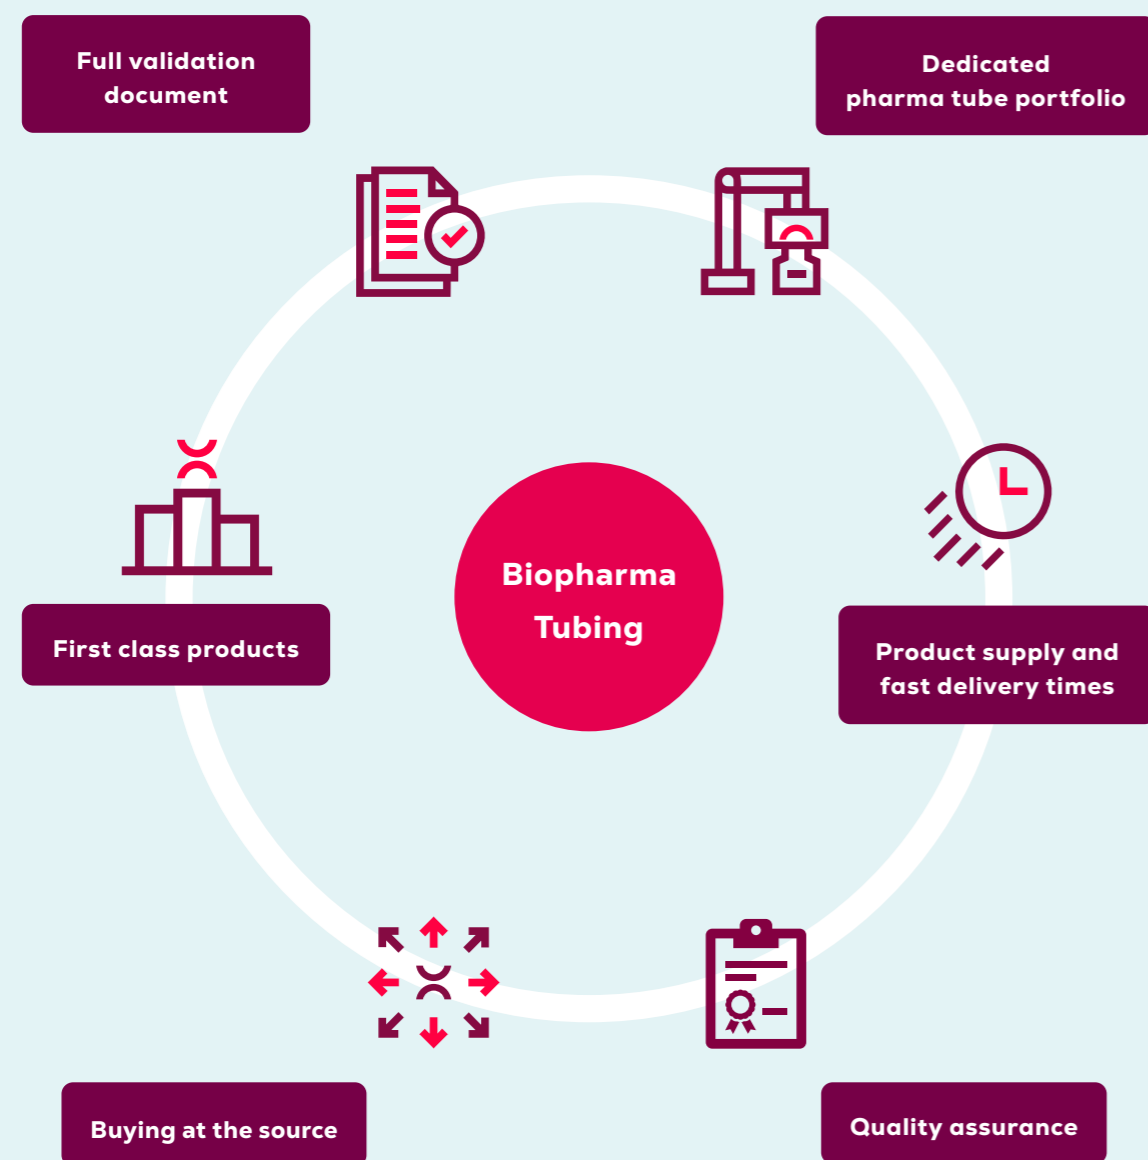 Full validation
document
Dedicated
pharma tube portfolio
Biopharma
Tubing
First class products
Product supply and
fast delivery times
Buying at the source
Quality assurance